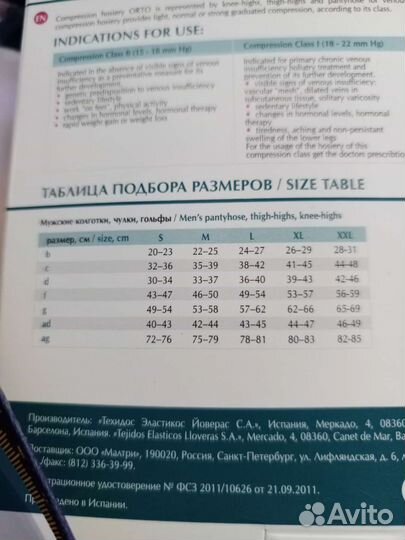 EN Compression hosiery ORTO is represented by knee-highs, thigh-highs and pantyhose for venous
compression hosiery provides light, normal or strong graduated compression, according to its class.
INDICATIONS FOR USE:
Compression Class 0 (15 - 18 mm Hg)
Indicated in the absence of visible signs of venous
insufficiency as a preventative measure for its
further development.
• genetic predisposition to venous insufficiency
• sedentary lifestyle
• work "on feet", physical activity
• changes in hormonal levels, hormonal therapy
• rapid weight gain or weight loss
Compression Class I (18 - 22 mm Hg)
Indicated for primary chronic venous
insufficiency holiatry treatment and
prevention of its further development.
• visible signs of venous insufficiency:
vascular "mesh", dilated veins in
subcutaneous tissue, solitary varicosity
• sedentary lifestyle
• changes in hormonal levels, hormonal
therapy
• tiredness, aching and non-persistent
swelling of the lower legs
For the usage of the hosiery of this
compression class get the doctors prescription
ТАБЛИЦА ПОДБОРА РАЗМЕРОВ / SIZE TABLE
Мужские колготки, чулки, гольфы / Men's pantyhose, thigh-highs, knee-highs
размер, см / size, cm S M L XL XXL
b 20–23 22–25 24–27 26–29 28–31
c 32–36 35–39 38–42 41–45 44–48
d 30–34 33–37 36–40 39–43 42–46
f 43–47 46–50 49–54 53–57 56–59
g 49–54 53–58 57–62 62–66 65–69
ad 40–43 42–44 43–45 44–47 46–49
ag 72–76 75–79 78–81 80–83 82–85
Производитель: «Техидос Эластикос Йоверас С.А.», Испания, Меркадо, 4, 08360
Барселона, Испания. «Tejidos Elasticos Lloveras S.A.», Mercado, 4, 08360, Canet de Mar, Ba
Поставщик: ООО «Малтри», 190020, Россия, Санкт-Петербург, ул. Лифляндская, д. 6, л
/факс: (812) 336-39-99.
трационное удостоверение № ФСЗ 2011/10626 от 21.09.2011.
Произведено в Испании.
Avito